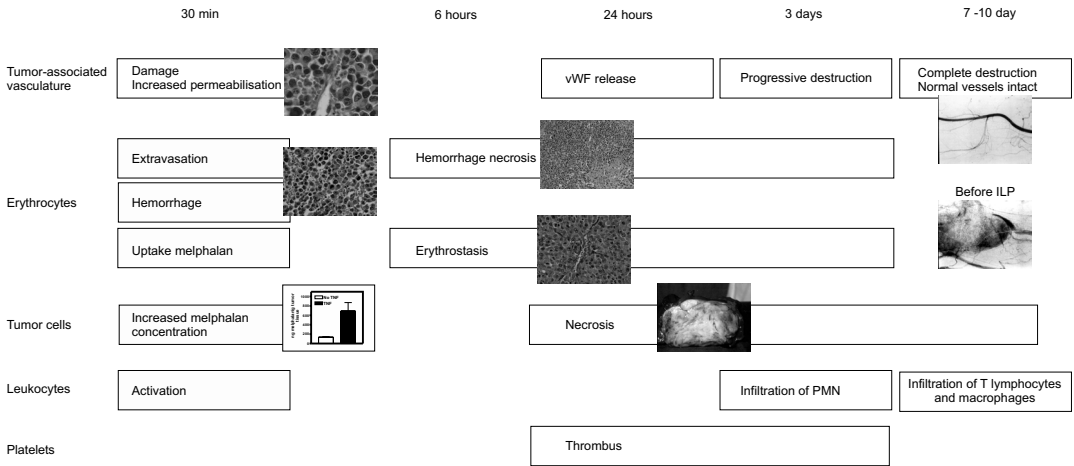 30 min
6 hours
24 hours
3 days
7 -10 day
Tumor-associated
vasculature
Damage
Increased permeabilisation
vWF release
Progressive destruction
Complete destruction
Normal vessels intact
Erythrocytes
Extravasation
Hemorrhage
Uptake melphalan
Hemorrhage necrosis
Erythrostasis
Before ILP
Tumor cells
Increased melphalan
concentration
No TNF
TNF
Necrosis
Leukocytes
Activation
Infiltration of PMN
Infiltration of T lymphocytes
and macrophages
Platelets
Thrombus